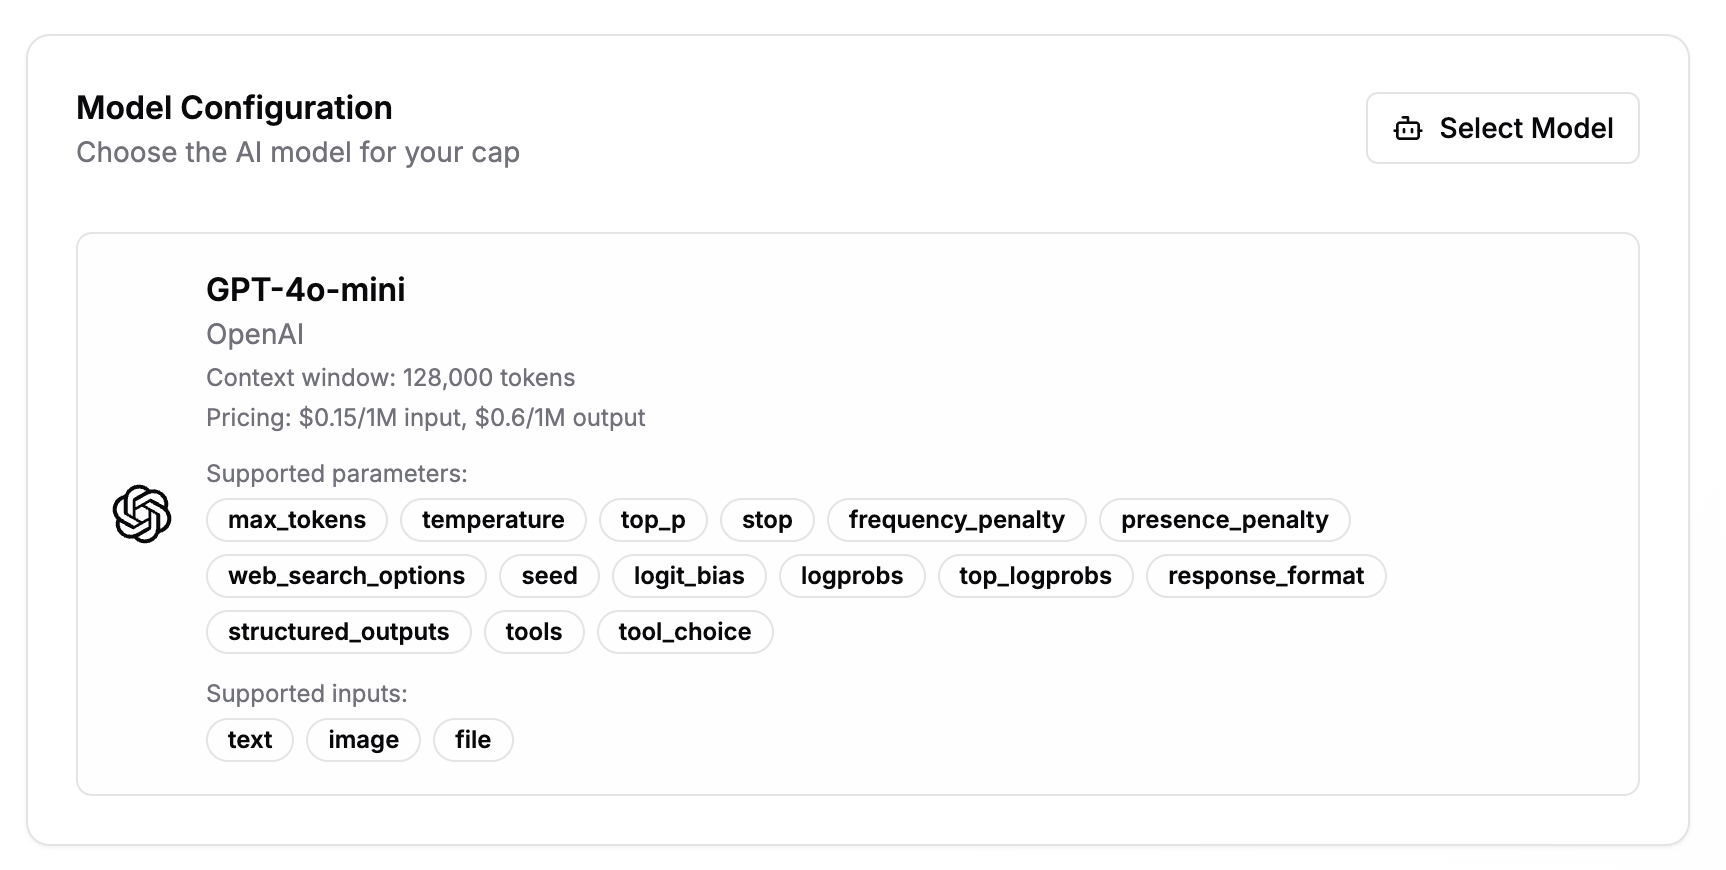 Model Configuration
Choose the AI model for your cap
Select Model
GPT-4o-mini
OpenAI
Context window: 128,000 tokens
Pricing: $0.15/1M input, $0.6/1M output
Supported parameters:
max_tokens temperature top_p stop frequency_penalty presence_penalty
web_search_options seed logit_bias logprobs top_logprobs response_format
structured_outputs tools tool_choice
Supported inputs:
text image file